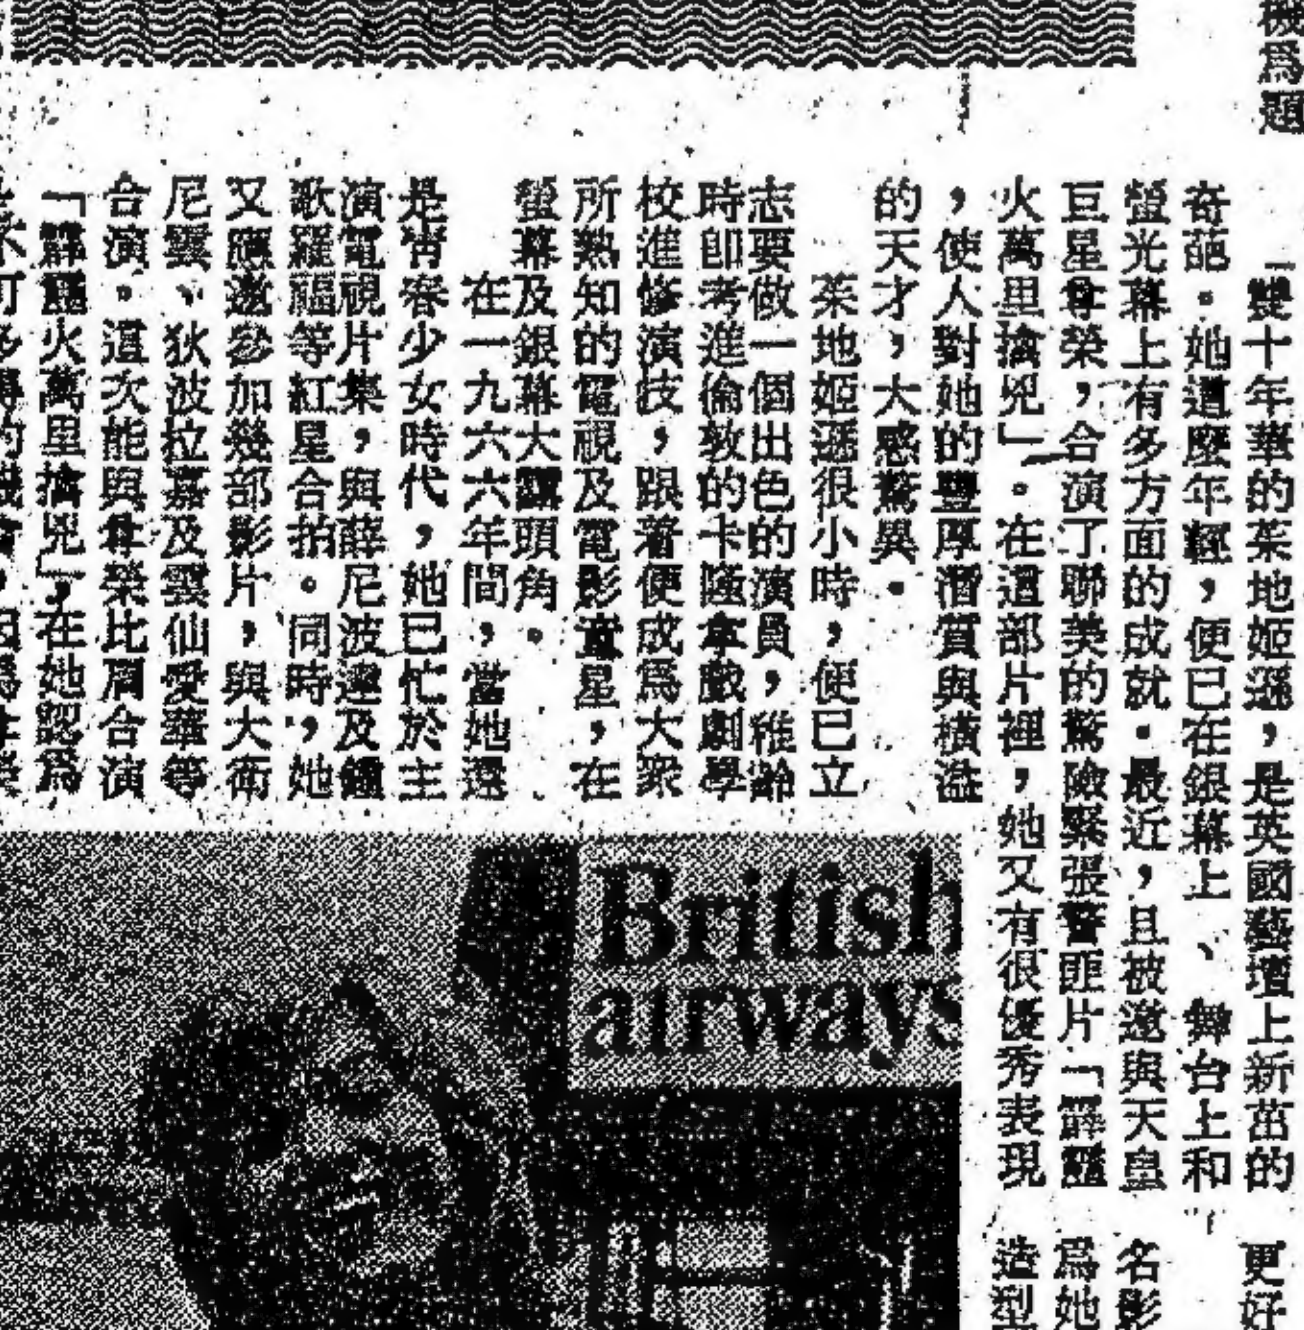 機爲題
「雙十年華的茱地姬遜，是英國藝壇上新茁的
奇葩。她這麼年輕，便已在銀幕上、舞台上和
螢光幕上有多方面的成就。最近，且被邀與天皇
巨星尊榮，合演了聯美的驚險緊張警匪片「霹靂
火萬里擒兇」。在這部片裡，她又有很優秀表現
，使人對她的豐厚潛質與橫溢
的天才，大感驚異。
茱地姬遜很小時，便已立
志要做一個出色的演員，稚齡
時卽考進倫敦的卡隆拿戲劇學
校進修演技，跟着便成爲大衆
所熟知的電視及電影童星，在
螢幕及銀幕大露頭角。
在一九六六年間，當她還
是靑春少女時代，她已忙於主
演電視片集，與薛尼波達及鍾
歌羅福等紅星合拍。同時，她
又應邀參加幾部影片，與大衛
尼雲、狄波拉嘉及雲仙愛華等
合演。這次能與尊榮比肩合演
「霹靂火萬里擒兇」，在她認爲
更好
名影
爲她
造型
British
airways